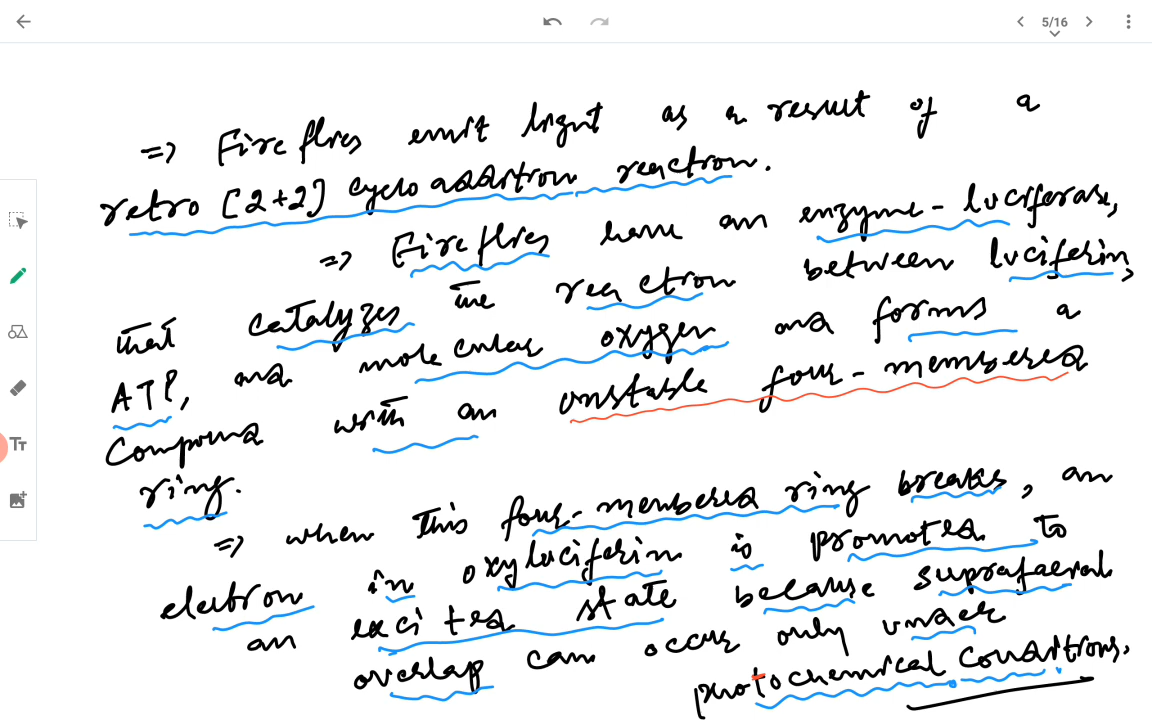 5/16
=> Fireflies emit light as a result of a
retro [2+2] cycloaddition reaction.
=> Fireflies have an enzyme - luciferase,
that catalyzes the reaction between luciferin,
ATP, and molecular oxygen and forms a
compound with an unstable four-membered
ring.
=> when this four-membered ring breaks, an
electron in oxyluciferin is promoted to
an excited state because suprafacial
overlap can occur only under
photochemical conditions.
TT